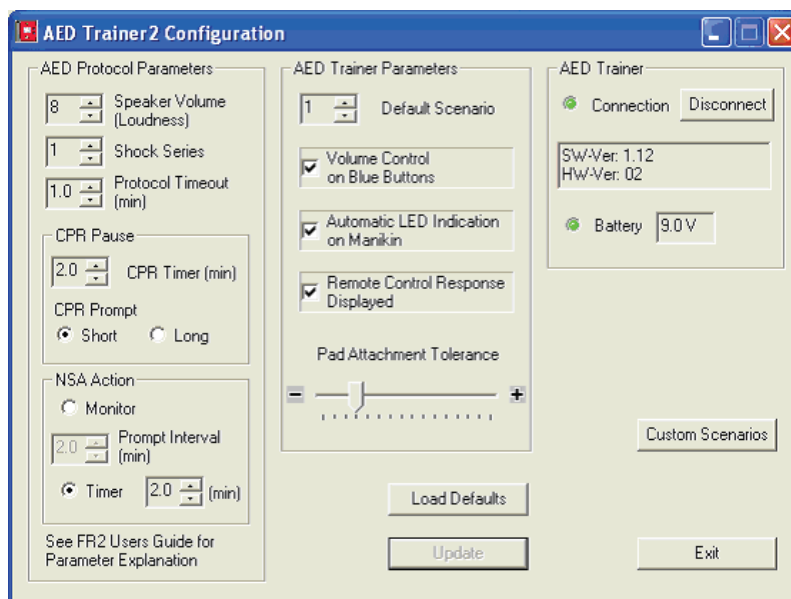 AED Trainer2 Configuration
AED Protocol Parameters
8
Speaker Volume
(Loudness)
1
Shock Series
1.0
Protocol Timeout
(min)
CPR Pause
2.0
CPR Timer (min)
CPR Prompt
Short
Long
NSA Action
Monitor
2.0
Prompt Interval
(min)
Timer
2.0
(min)
See FR2 Users Guide for
Parameter Explanation
AED Trainer Parameters
1
Default Scenario
Volume Control
on Blue Buttons
Automatic LED Indication
on Manikin
Remote Control Response
Displayed
Pad Attachment Tolerance
Load Defaults
Update
AED Trainer
Connection
Disconnect
SW-Ver: 1.12
HW-Ver: 02
Battery
9.0 V
Custom Scenarios
Exit